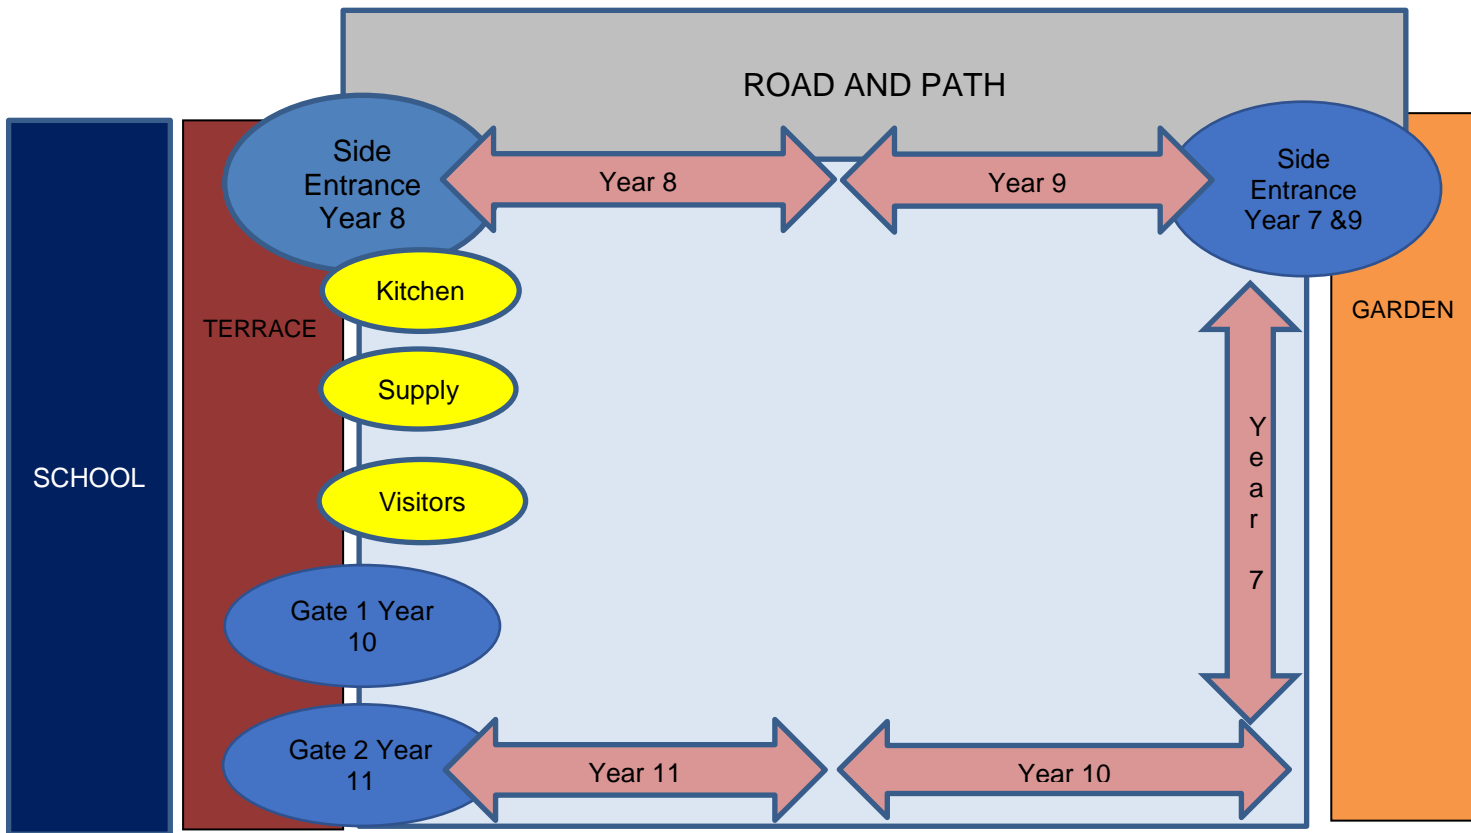 ROAD AND PATH
Side
Entrance
Year 8
Year 8
Year 9
Side
Entrance
Year 7 &9
Kitchen
TERRACE
GARDEN
Supply
SCHOOL
Visitors
Y
e
a
r
7
Gate 1 Year
10
Gate 2 Year
11
Year 11
Year 10